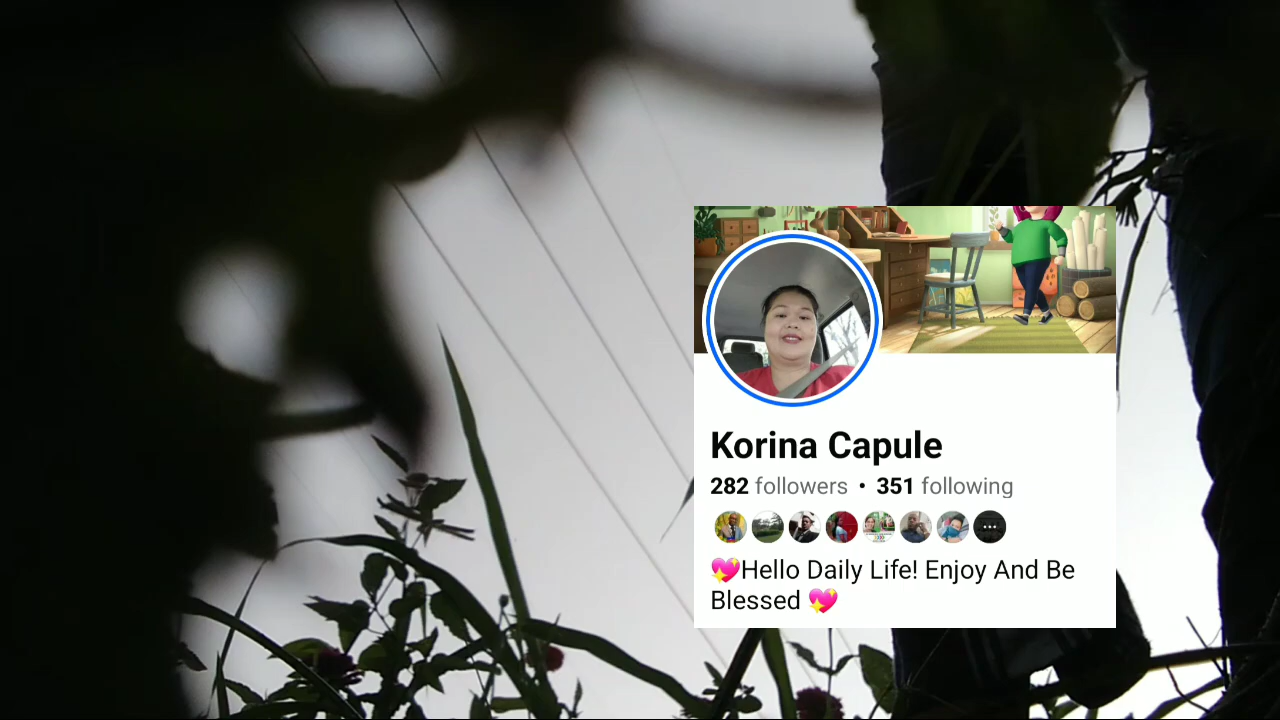 Korina Capule
282 followers • 351 following
💖Hello Daily Life! Enjoy And Be
Blessed 💖